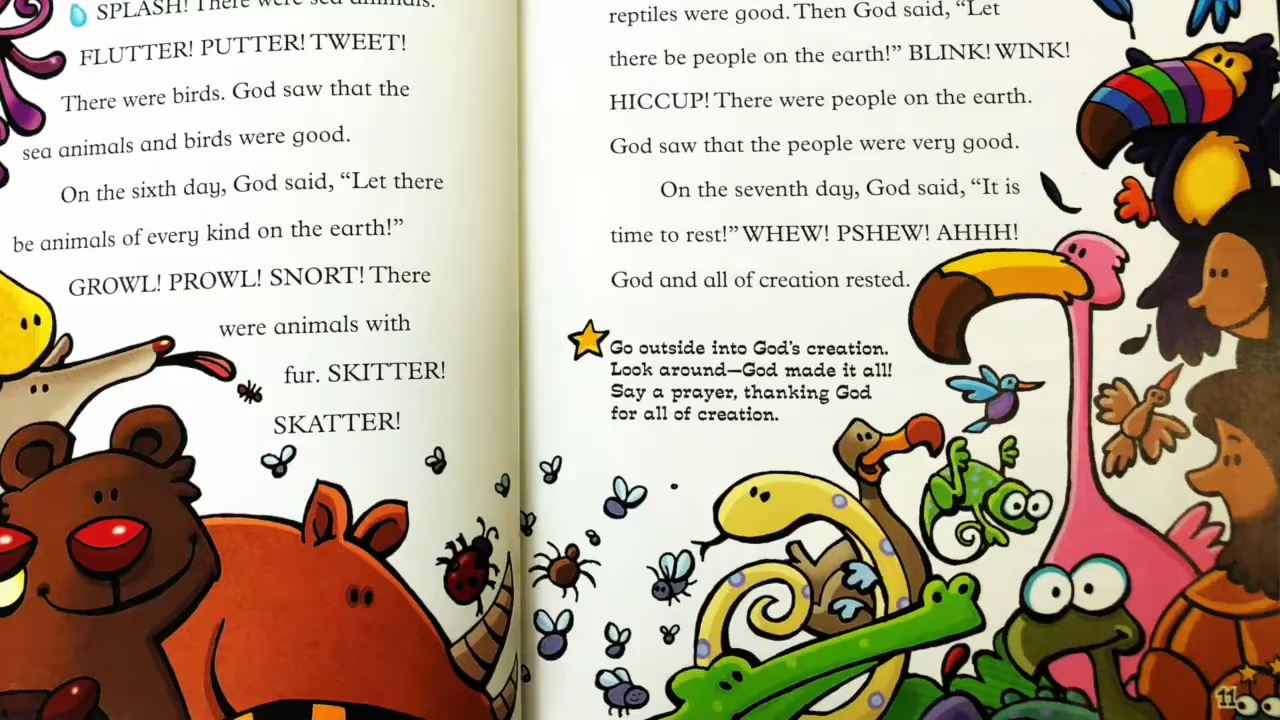 SPLASH! There were sea animals.
FLUTTER! PUTTER! TWEET!
There were birds. God saw that the
sea animals and birds were good.
On the sixth day, God said, “Let there
be animals of every kind on the earth!”
GROWL! PROWL! SNORT! There
were animals with
fur. SKITTER!
SKATTER!
reptiles were good. Then God said, “Let
there be people on the earth!” BLINK! WINK!
HICCUP! There were people on the earth.
God saw that the people were very good.
On the seventh day, God said, “It is
time to rest!” WHEW! PSHEW! AHHH!
God and all of creation rested.
Go outside into God’s creation.
Look around—God made it all!
Say a prayer, thanking God
for all of creation.
11